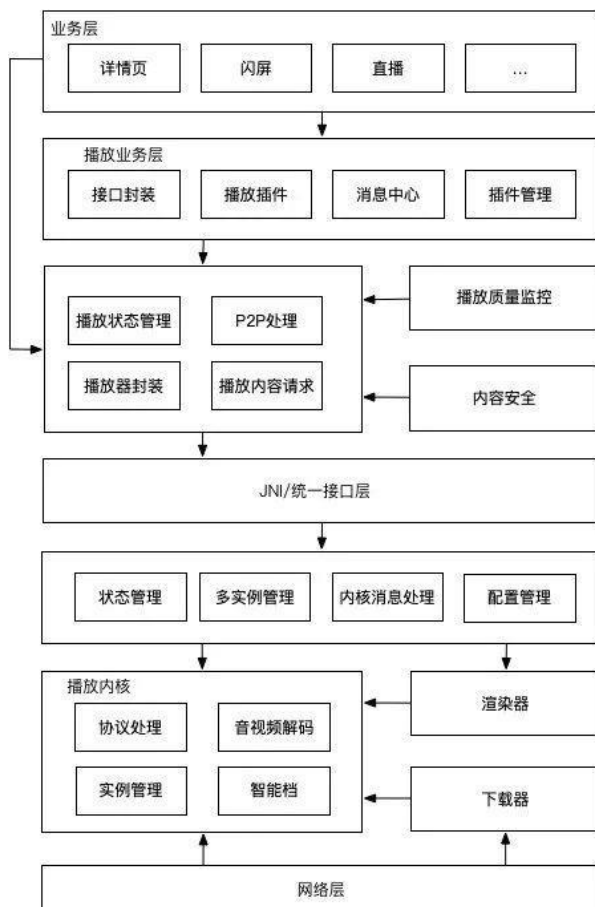 业务层
详情页
闪屏
直播
...
播放业务层
接口封装
播放插件
消息中心
插件管理
播放状态管理
P2P处理
播放质量监控
播放器封装
播放内容请求
内容安全
JNI/统一接口层
状态管理
多实例管理
内核消息处理
配置管理
播放内核
协议处理
音视频解码
渲染器
实例管理
智能档
下载器
网络层